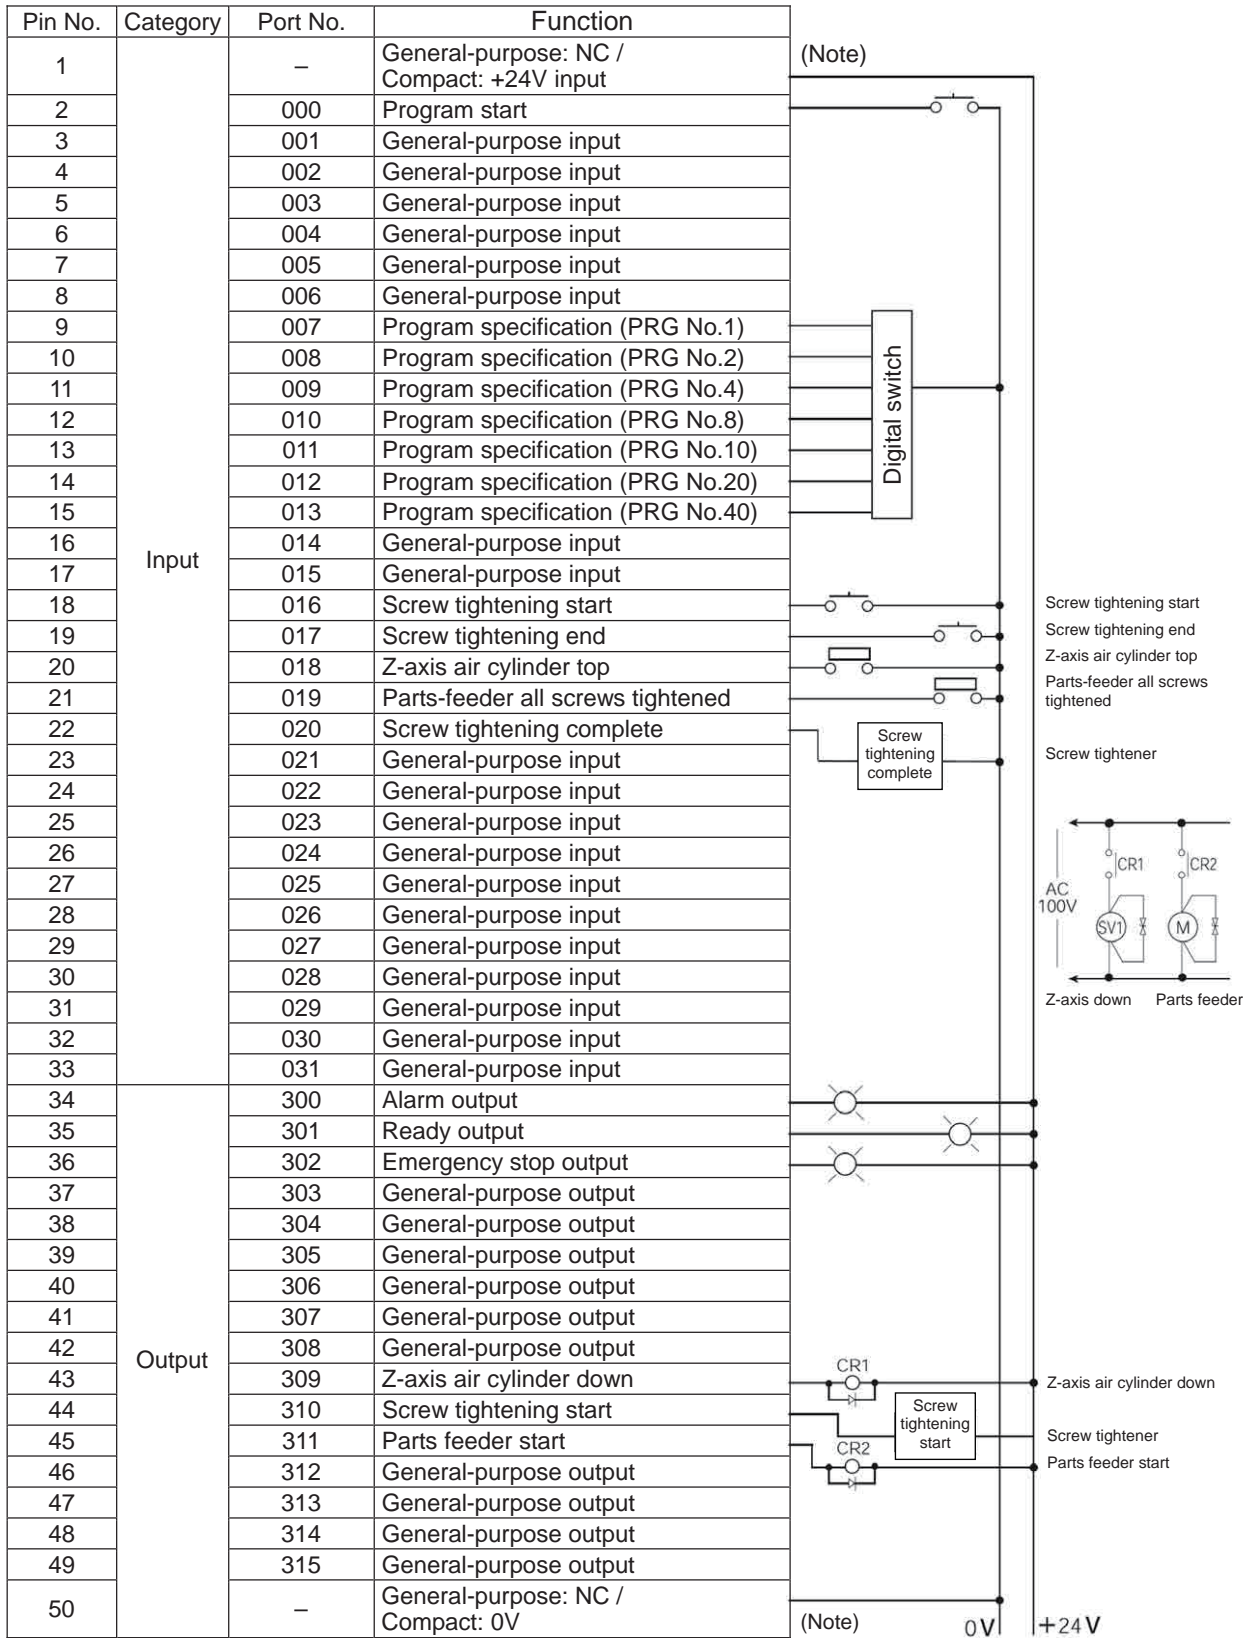 Pin No. Category Port No. Function
1 – General-purpose: NC /
Compact: +24V input
(Note)
2 000 Program start
3 001 General-purpose input
4 002 General-purpose input
5 003 General-purpose input
6 004 General-purpose input
7 005 General-purpose input
8 006 General-purpose input
9 007 Program specification (PRG No.1)
10 008 Program specification (PRG No.2)
11 009 Program specification (PRG No.4)
12 010 Program specification (PRG No.8)
13 011 Program specification (PRG No.10)
14 012 Program specification (PRG No.20)
15 013 Program specification (PRG No.40)
Digital switch
16 014 General-purpose input
Input
17 015 General-purpose input
18 016 Screw tightening start
Screw tightening start
19 017 Screw tightening end
Screw tightening end
20 018 Z-axis air cylinder top
Z-axis air cylinder top
21 019 Parts-feeder all screws tightened
Parts-feeder all screws
tightened
22 020 Screw tightening complete
Screw
tightening
complete
Screw tightener
23 021 General-purpose input
24 022 General-purpose input
25 023 General-purpose input
26 024 General-purpose input
27 025 General-purpose input
28 026 General-purpose input
29 027 General-purpose input
30 028 General-purpose input
31 029 General-purpose input
32 030 General-purpose input
33 031 General-purpose input
CR1 CR2
AC
100V
SV1 M
Z-axis down Parts feeder
34 300 Alarm output
35 301 Ready output
36 302 Emergency stop output
37 303 General-purpose output
38 304 General-purpose output
39 305 General-purpose output
40 306 General-purpose output
41 307 General-purpose output
42 308 General-purpose output
Output
43 309 Z-axis air cylinder down
CR1
Z-axis air cylinder down
44 310 Screw tightening start
Screw
tightening
start
Screw tightener
45 311 Parts feeder start
CR2
Parts feeder start
46 312 General-purpose output
47 313 General-purpose output
48 314 General-purpose output
49 315 General-purpose output
50 – General-purpose: NC /
Compact: 0V
(Note)
0V +24V